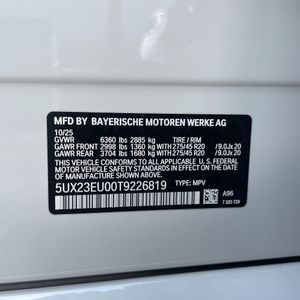 MFD BY BAYERISCHE MOTOREN WERKE AG
10/25
GVWR 6360 lbs 2885 kg TIRE / RIM
GAWR FRONT 2998 lbs 1360 kg 275/45 R20 /9.0Jx 20
GAWR REAR 3704 lbs 1680 kg 275/45 R20 /9.0Jx 20
THIS VEHICLE CONFORMS TO ALL APPLICABLE
U.S. FEDERAL MOTOR VEHICLE SAFETY STANDARDS
IN EFFECT ON THE DATE OF MANUFACTURE SHOWN ABOVE.
5UX23EU00T9226819 TYPE: MPV
A96
7 320 729